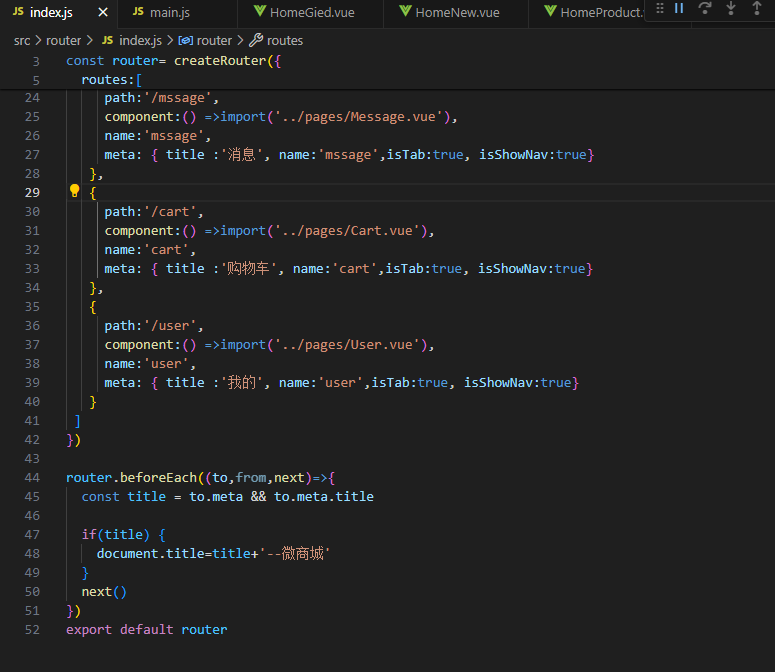 JS index.js × JS main.js HomeGied.vue HomeNew.vue HomeProduct.
src > router > JS index.js > router > routes
3 const router= createRouter({
5 routes:[
24 path:'/mssage',
25 component:() =>import('../pages/Message.vue'),
26 name:'mssage',
27 meta: { title :'消息', name:'mssage',isTab:true, isShowNav:true}
28 },
29 {
30 path:'/cart',
31 component:() =>import('../pages/Cart.vue'),
32 name:'cart',
33 meta: { title :'购物车', name:'cart',isTab:true, isShowNav:true}
34 },
35 {
36 path:'/user',
37 component:() =>import('../pages/User.vue'),
38 name:'user',
39 meta: { title :'我的', name:'user',isTab:true, isShowNav:true}
40 }
41 ]
42 })
43
44 router.beforeEach((to,from,next)=>{
45 const title = to.meta && to.meta.title
46
47 if(title) {
48 document.title=title+'--微商城'
49 }
50 next()
51 })
52 export default router